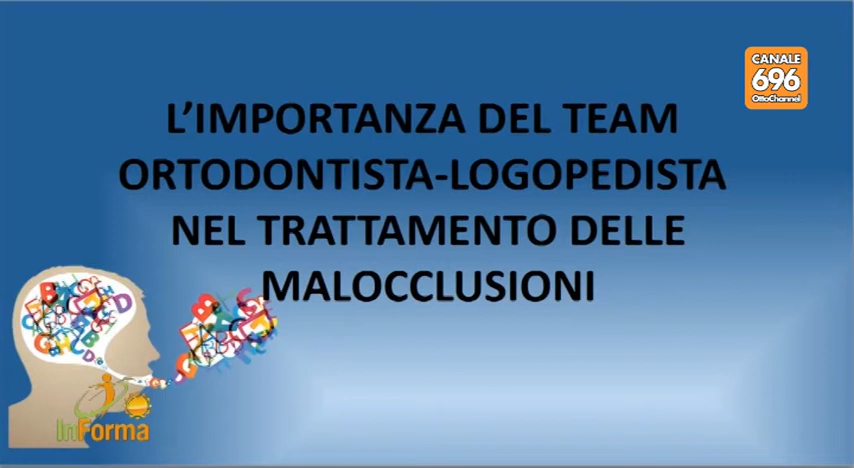 CANALE
696
OttoChannel
L'IMPORTANZA DEL TEAM
ORTODONTISTA-LOGOPEDISTA
NEL TRATTAMENTO DELLE
MALOCCLUSIONI
InForma